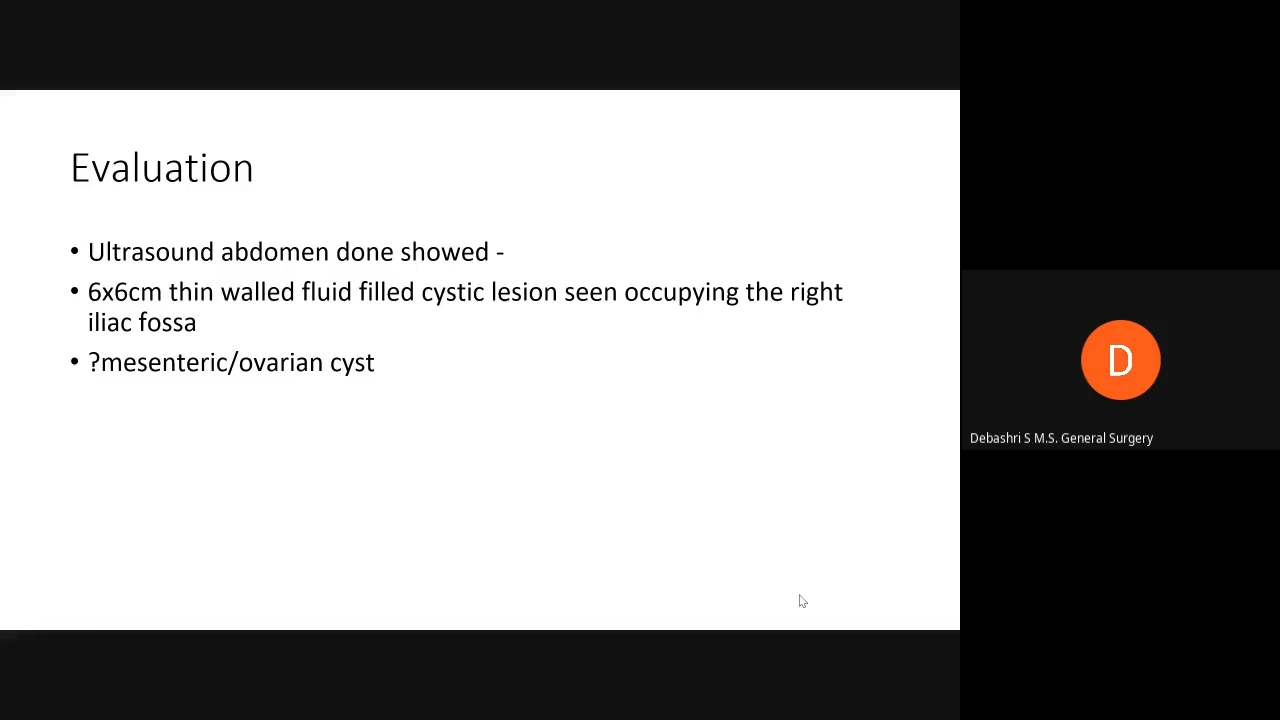 Evaluation
• Ultrasound abdomen done showed -
• 6x6cm thin walled fluid filled cystic lesion seen occupying the right
iliac fossa
• ?mesenteric/ovarian cyst
D
Debashri S M.S. General Surgery